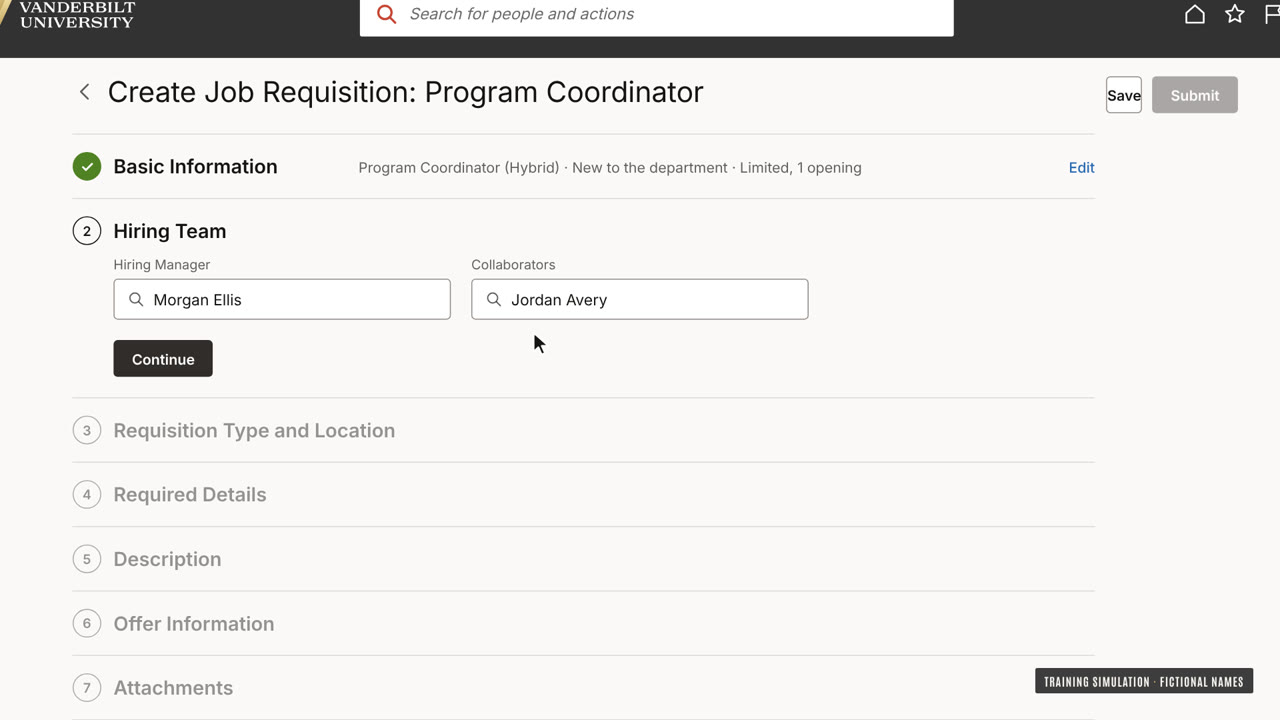 VANDERBILT
UNIVERSITY
Search for people and actions
Create Job Requisition: Program Coordinator
Save
Submit
Basic Information
Program Coordinator (Hybrid) · New to the department · Limited, 1 opening
Edit
2
Hiring Team
Hiring Manager
Collaborators
Morgan Ellis
Jordan Avery
Continue
3
Requisition Type and Location
4
Required Details
5
Description
6
Offer Information
7
Attachments
TRAINING SIMULATION · FICTIONAL NAMES